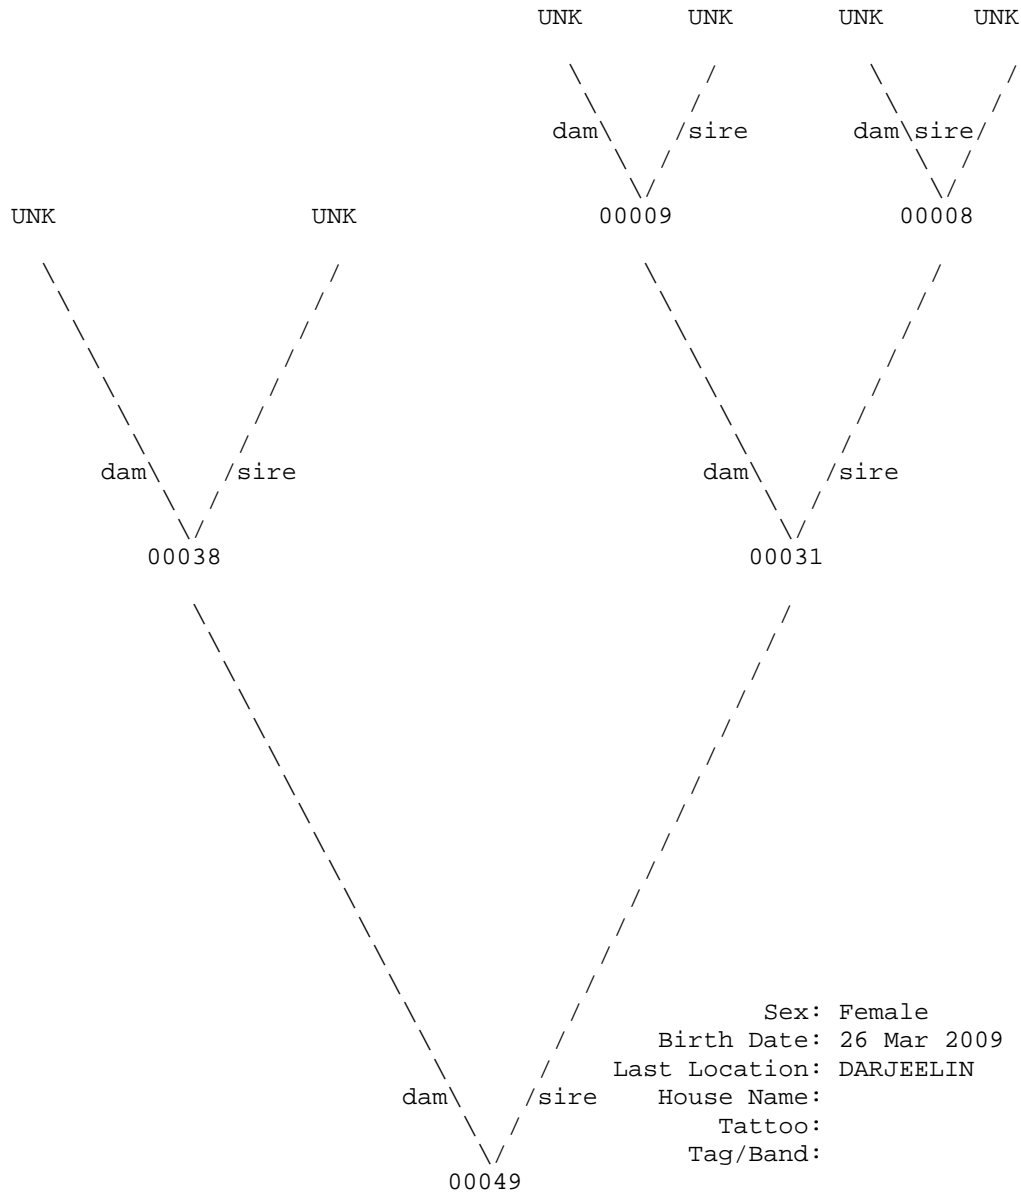 UNK UNK UNK UNK
dam sire dam sire
00009 00008
UNK UNK
dam sire dam sire
00038 00031
Sex: Female
Birth Date: 26 Mar 2009
Last Location: DARJEELIN
dam sire House Name:
Tattoo:
Tag/Band:
00049